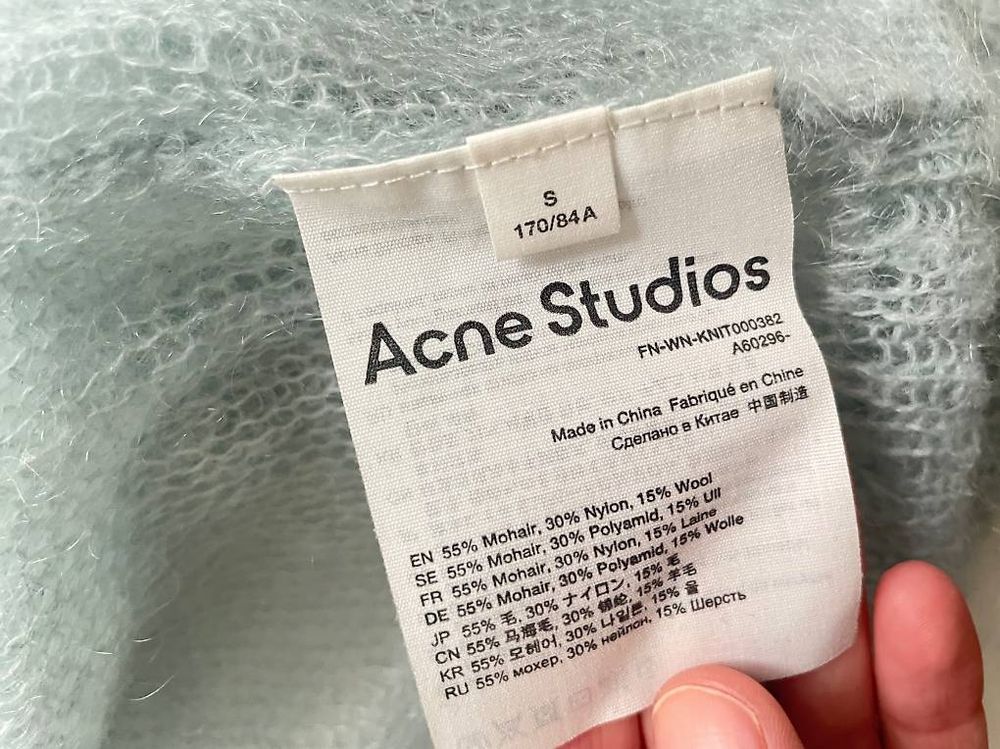 S
170/84A
Acne Studios
FN-WN-KNIT000382
A60296-
Made in China Fabriqué en Chine
Сделано в Китае 中国制造
EN 55% Mohair, 30% Nylon, 15% Wool
SE 55% Mohair, 30% Polyamid, 15% Ull
FR 55% Mohair, 30% Nylon, 15% Laine
DE 55% Mohair, 30% Polyamid, 15% Wolle
JP 55% 毛, 30% ナイロン, 15% 毛
CN 55% 马海毛, 30% 锦纶, 15% 羊毛
KR 55% 모헤어, 30% 나일론, 15% 울
RU 55% мохер, 30% нейлон, 15% Шерсть